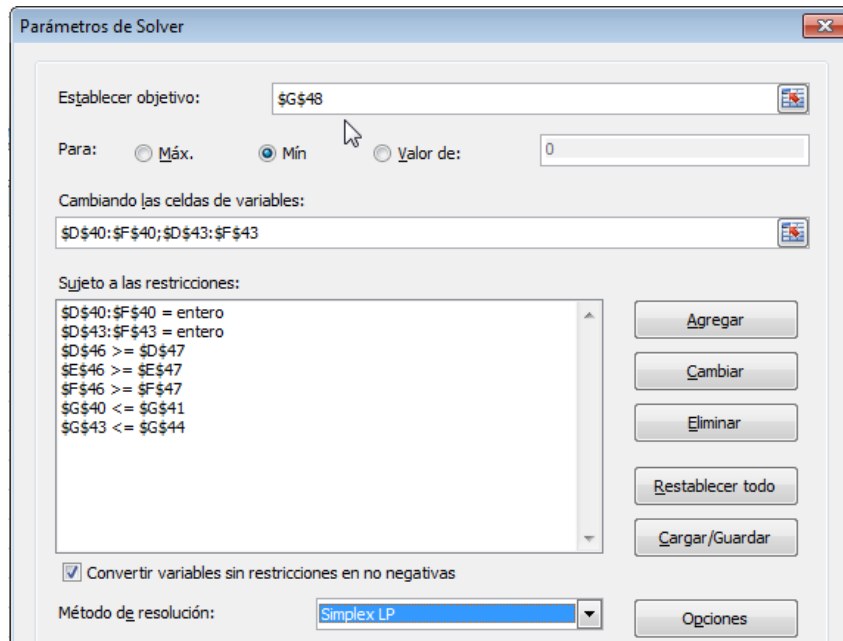 Parámetros de Solver
Establecer objetivo: $G$48
Para: Máx. Mín Valor de: 0
Cambiando las celdas de variables:
$D$40:$F$40;$D$43:$F$43
Sujeto a las restricciones:
$D$40:$F$40 = entero
$D$43:$F$43 = entero
$D$46 >= $D$47
$E$46 >= $E$47
$F$46 >= $F$47
$G$40 <= $G$41
$G$43 <= $G$44
Agregar
Cambiar
Eliminar
Restablecer todo
Cargar/Guardar
Convertir variables sin restricciones en no negativas
Método de resolución: Simplex LP Opciones